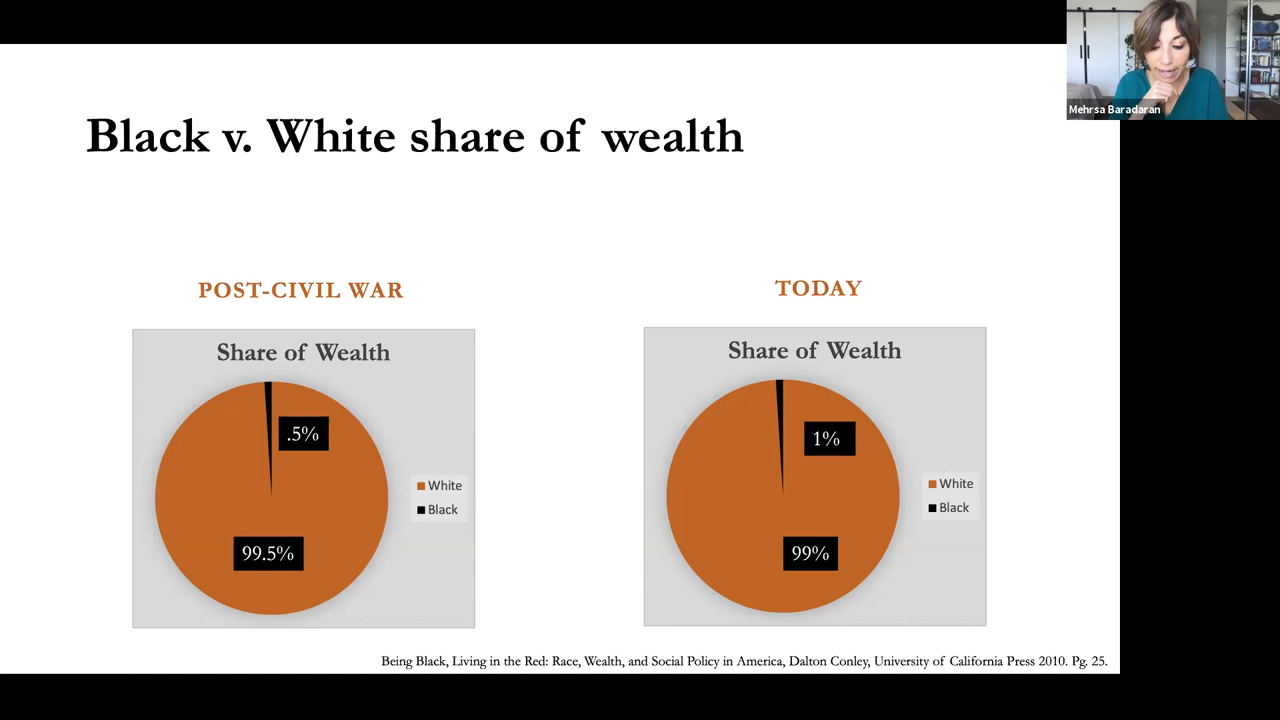 Mehrsa Baradaran
Black v. White share of wealth
POST-CIVIL WAR
Share of Wealth
.5%
99.5%
White
Black
TODAY
Share of Wealth
1%
99%
White
Black
Being Black, Living in the Red: Race, Wealth, and Social Policy in America, Dalton Conley, University of California Press 2010. Pg. 25.